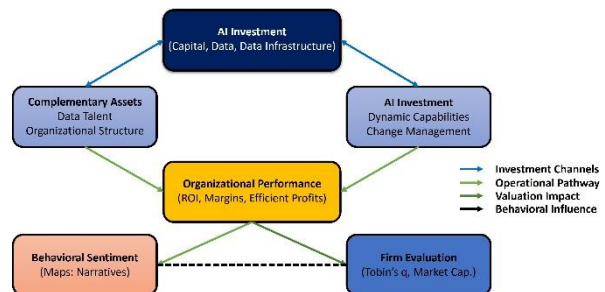 AI Investment
(Capital, Data, Data Infrastructure)
Complementary Assets
Data Talent
Organizational Structure
AI Investment
Dynamic Capabilities
Change Management
Organizational Performance
(ROI, Margins, Efficient Profits)
Investment Channels
Operational Pathway
Valuation Impact
Behavioral Influence
Behavioral Sentiment
(Maps: Narratives)
Firm Evaluation
(Tobin's q, Market Cap.)